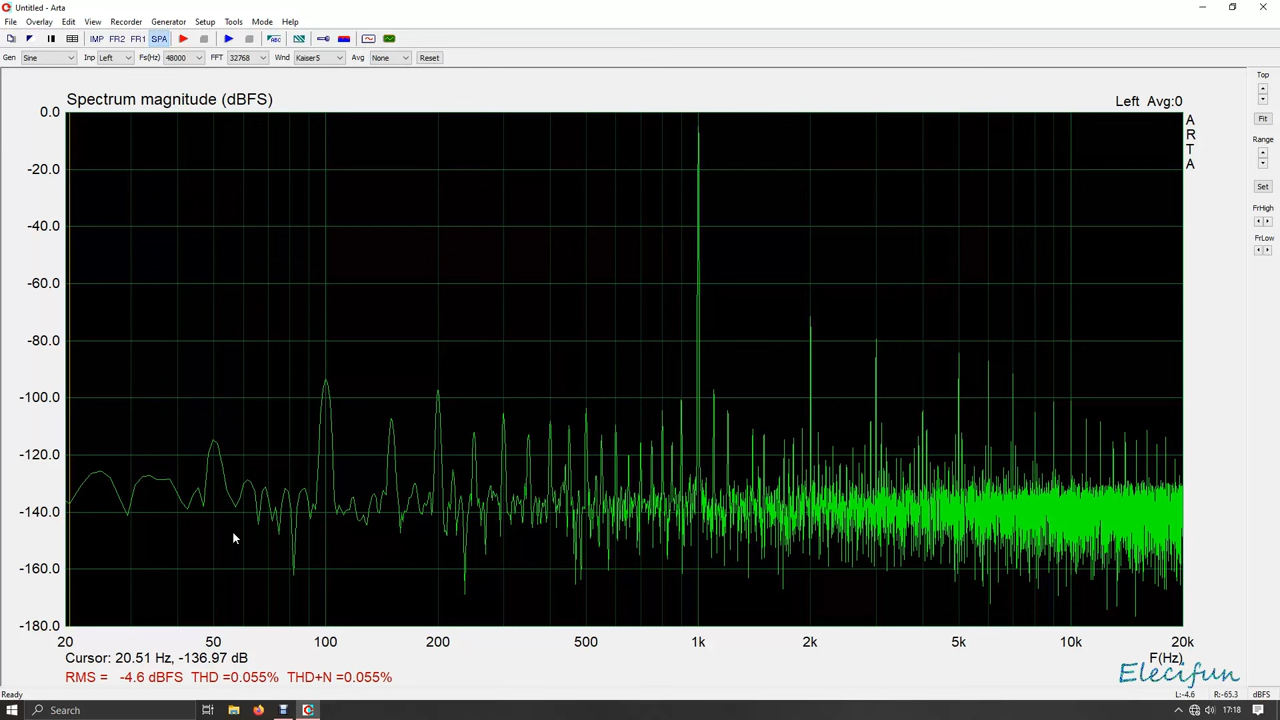 Untitled - Arta
File Overlay Edit View Recorder Generator Setup Tools Mode Help
IMP FR2 FR1 SPA ABC
Gen Sine Inp Left Fs(Hz) 48000 FFT 32768 Wnd Kaiser5 Avg None Reset
Spectrum magnitude (dBFS) Left Avg:0
Top
Fit
Range
Set
FrHigh
FrLow
A
R
T
A
0.0
-20.0
-40.0
-60.0
-80.0
-100.0
-120.0
-140.0
-160.0
-180.0
20 50 100 200 500 1k 2k 5k 10k 20k
Cursor: 20.51 Hz, -136.97 dB F(Hz)
RMS = -4.6 dBFS THD =0.055% THD+N =0.055%
Elecifun
Ready L:-4.6 R:-65.3 dBFS
Search 17:18